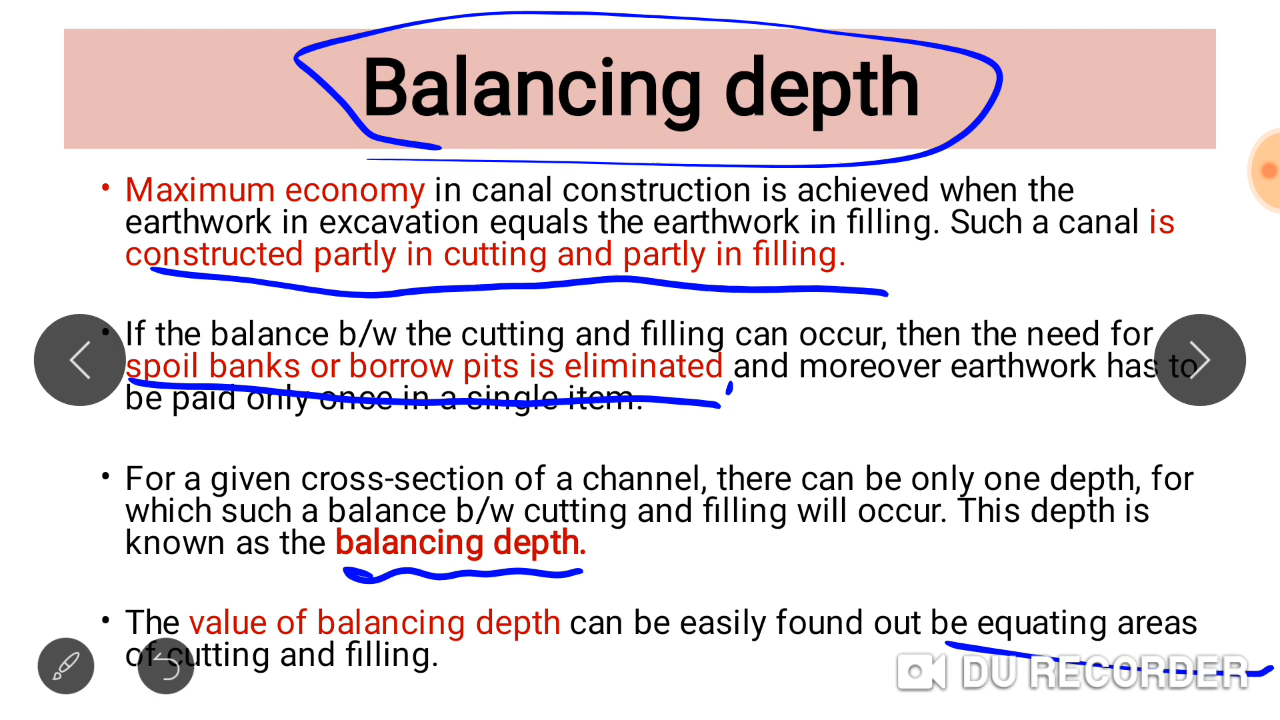 Balancing depth
• Maximum economy in canal construction is achieved when the
earthwork in excavation equals the earthwork in filling. Such a canal is
constructed partly in cutting and partly in filling.
• If the balance b/w the cutting and filling can occur, then the need for
spoil banks or borrow pits is eliminated and moreover earthwork has to
be paid only once in a single item.
• For a given cross-section of a channel, there can be only one depth, for
which such a balance b/w cutting and filling will occur. This depth is
known as the balancing depth.
• The value of balancing depth can be easily found out be equating areas
of cutting and filling.
DU RECORDER